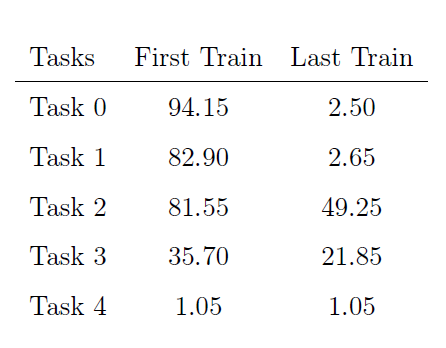 Tasks First Train Last Train
Task 0 94.15 2.50
Task 1 82.90 2.65
Task 2 81.55 49.25
Task 3 35.70 21.85
Task 4 1.05 1.05